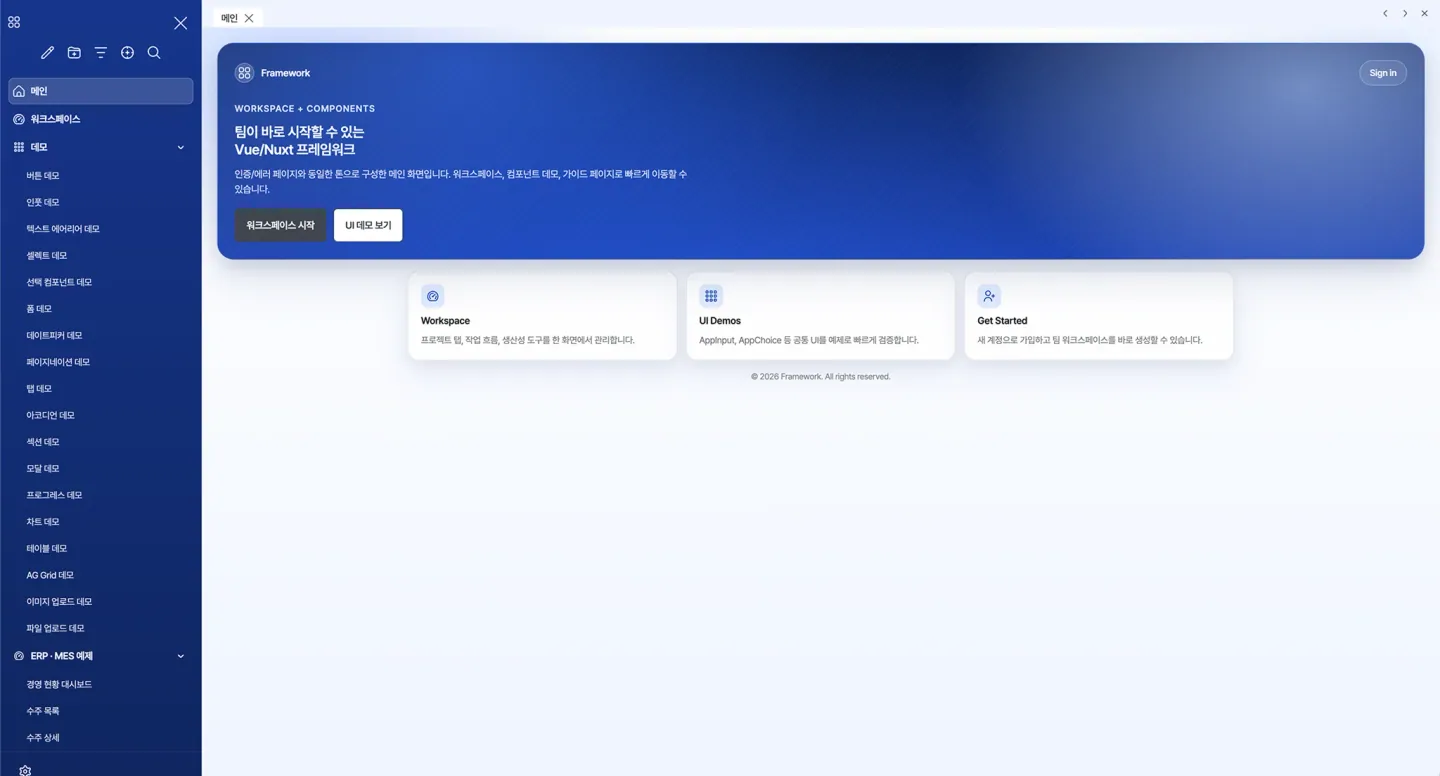 메인
워크스페이스
데모
버튼 데모
인풋 데모
텍스트 에어리어 데모
셀렉트 데모
선택 컴포넌트 데모
폼 데모
데이트피커 데모
페이지네이션 데모
탭 데모
아코디언 데모
섹션 데모
모달 데모
프로그레스 데모
차트 데모
테이블 데모
AG Grid 데모
이미지 업로드 데모
파일 업로드 데모
ERP · MES 예제
경영 현황 대시보드
수주 목록
수주 상세
메인
Framework
Sign in
WORKSPACE + COMPONENTS
팀이 바로 시작할 수 있는
Vue/Nuxt 프레임워크
인증/에러 페이지와 동일한 톤으로 구성한 메인 화면입니다. 워크스페이스, 컴포넌트 데모, 가이드 페이지로 빠르게 이동할 수
있습니다.
워크스페이스 시작
UI 데모 보기
Workspace
프로젝트 탭, 작업 흐름, 생산성 도구를 한 화면에서 관리합니다.
UI Demos
AppInput, AppChoice 등 공통 UI를 예제로 빠르게 검증합니다.
Get Started
새 계정으로 가입하고 팀 워크스페이스를 바로 생성할 수 있습니다.
© 2026 Framework. All rights reserved.